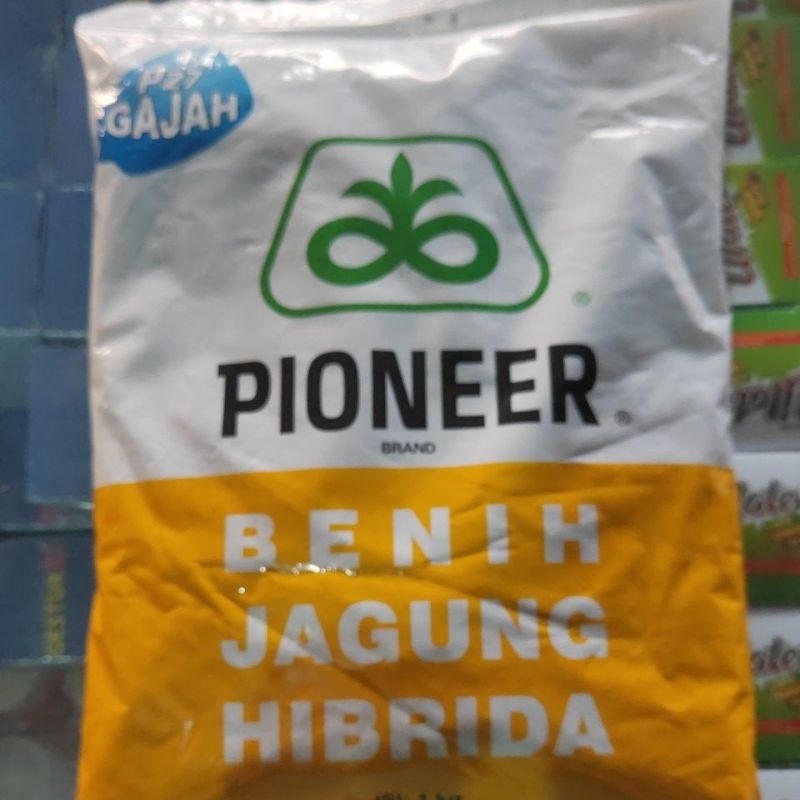 P27
GAJAH
PIONEER ®
BRAND
BENIH
JAGUNG
HIBRIDA